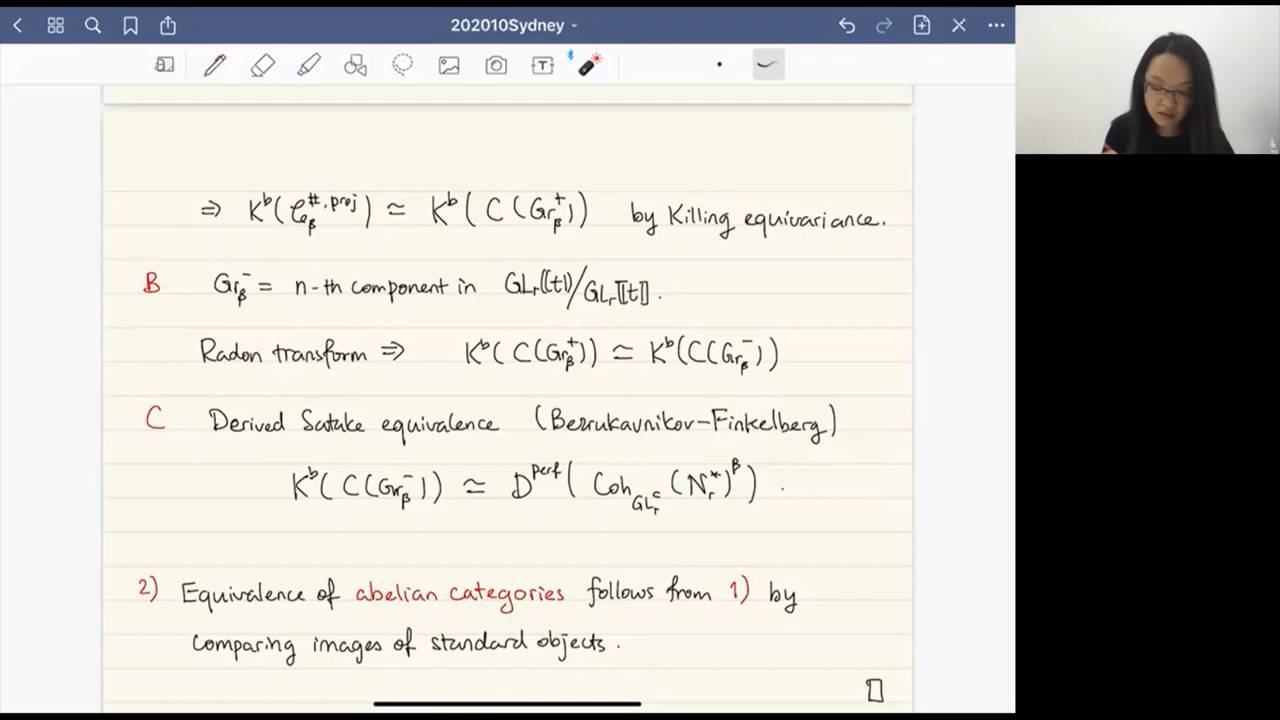 202010Sydney
⇒ K^b(𝒞_β^{#,proj}) ≃ K^b(C(Gr_β^+)) by Killing equivariance.
B Gr_β^- = n-th component in GL_r((t))/GL_r[[t]].
Radon transform ⇒ K^b(C(Gr_β^+)) ≃ K^b(C(Gr_β^-))
C Derived Satake equivalence (Bezrukavnikov-Finkelberg)
K^b(C(Gr_β^-)) ≃ D^{perf}(Coh_{GL_r^c}(N_r^*)^β).
2) Equivalence of abelian categories follows from 1) by
comparing images of standard objects.
□